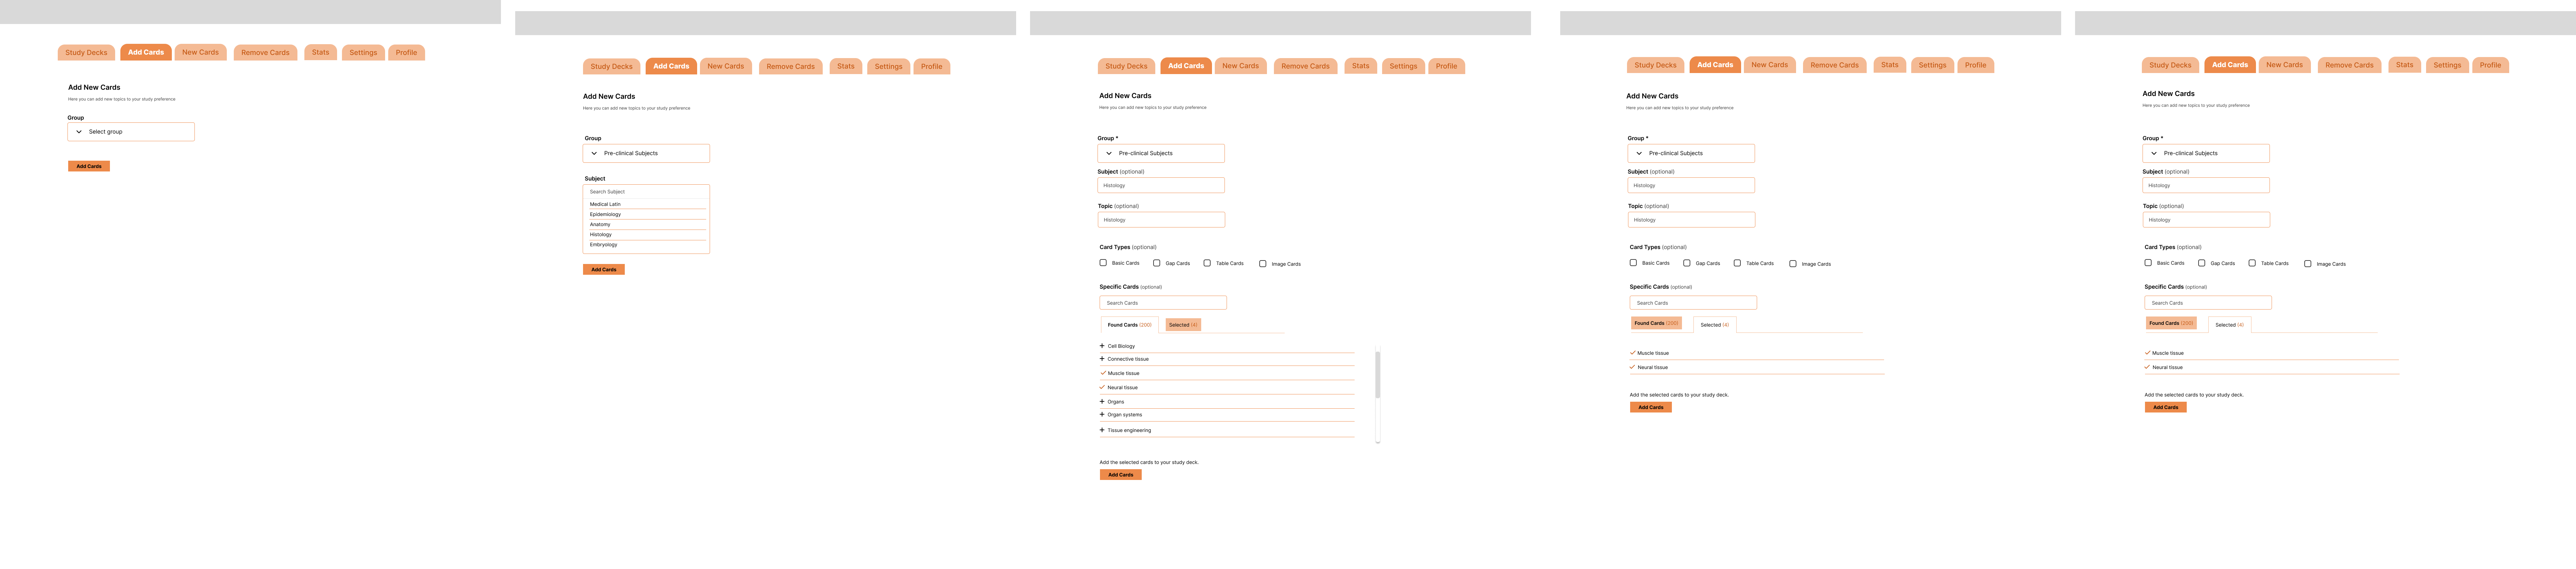 Study Decks Add Cards New Cards Remove Cards Stats Settings Profile
Add New Cards
Here you can add new topics to your study preference
Group
Select group
Add Cards
Study Decks Add Cards New Cards Remove Cards Stats Settings Profile
Add New Cards
Here you can add new topics to your study preference
Group
Pre-clinical Subjects
Subject
Search Subject
Medical Latin
Epidemiology
Anatomy
Histology
Embryology
Add Cards
Study Decks Add Cards New Cards Remove Cards Stats Settings Profile
Add New Cards
Here you can add new topics to your study preference
Group *
Pre-clinical Subjects
Subject (optional)
Histology
Topic (optional)
Histology
Card Types (optional)
Basic Cards Gap Cards Table Cards Image Cards
Specific Cards (optional)
Search Cards
Found Cards (200) Selected (4)
Cell Biology
Connective tissue
Muscle tissue
Neural tissue
Organs
Organ systems
Tissue engineering
Add the selected cards to your study deck.
Add Cards
Study Decks Add Cards New Cards Remove Cards Stats Settings Profile
Add New Cards
Here you can add new topics to your study preference
Group *
Pre-clinical Subjects
Subject (optional)
Histology
Topic (optional)
Histology
Card Types (optional)
Basic Cards Gap Cards Table Cards Image Cards
Specific Cards (optional)
Search Cards
Found Cards (200) Selected (4)
Muscle tissue
Neural tissue
Add the selected cards to your study deck.
Add Cards
Study Decks Add Cards New Cards Remove Cards Stats Settings Profile
Add New Cards
Here you can add new topics to your study preference
Group *
Pre-clinical Subjects
Subject (optional)
Histology
Topic (optional)
Histology
Card Types (optional)
Basic Cards Gap Cards Table Cards Image Cards
Specific Cards (optional)
Search Cards
Found Cards (200) Selected (4)
Muscle tissue
Neural tissue
Add the selected cards to your study deck.
Add Cards